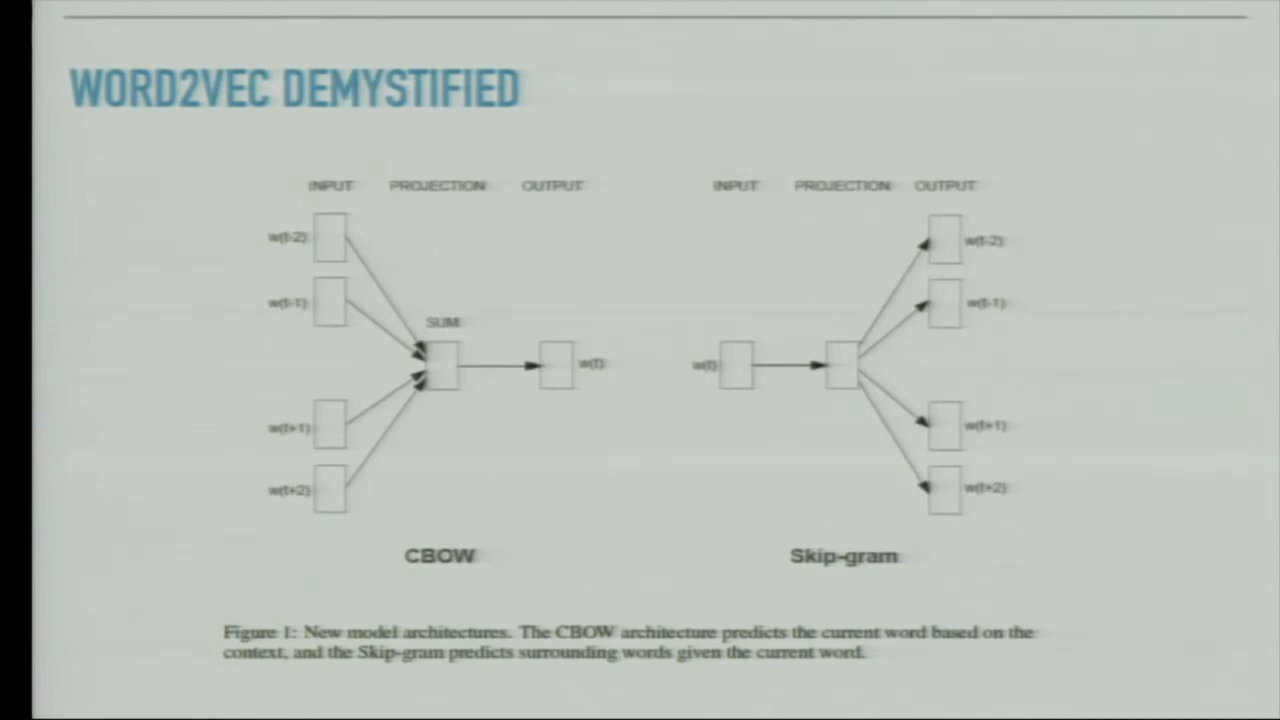 WORD2VEC DEMYSTIFIED
INPUT PROJECTION OUTPUT
w(t-2)
w(t-1)
SUM
w(t)
w(t+1)
w(t+2)
CBOW
INPUT PROJECTION OUTPUT
w(t-2)
w(t-1)
w(t)
w(t+1)
w(t+2)
Skip-gram
Figure 1: New model architectures. The CBOW architecture predicts the current word based on the
context, and the Skip-gram predicts surrounding words given the current word.